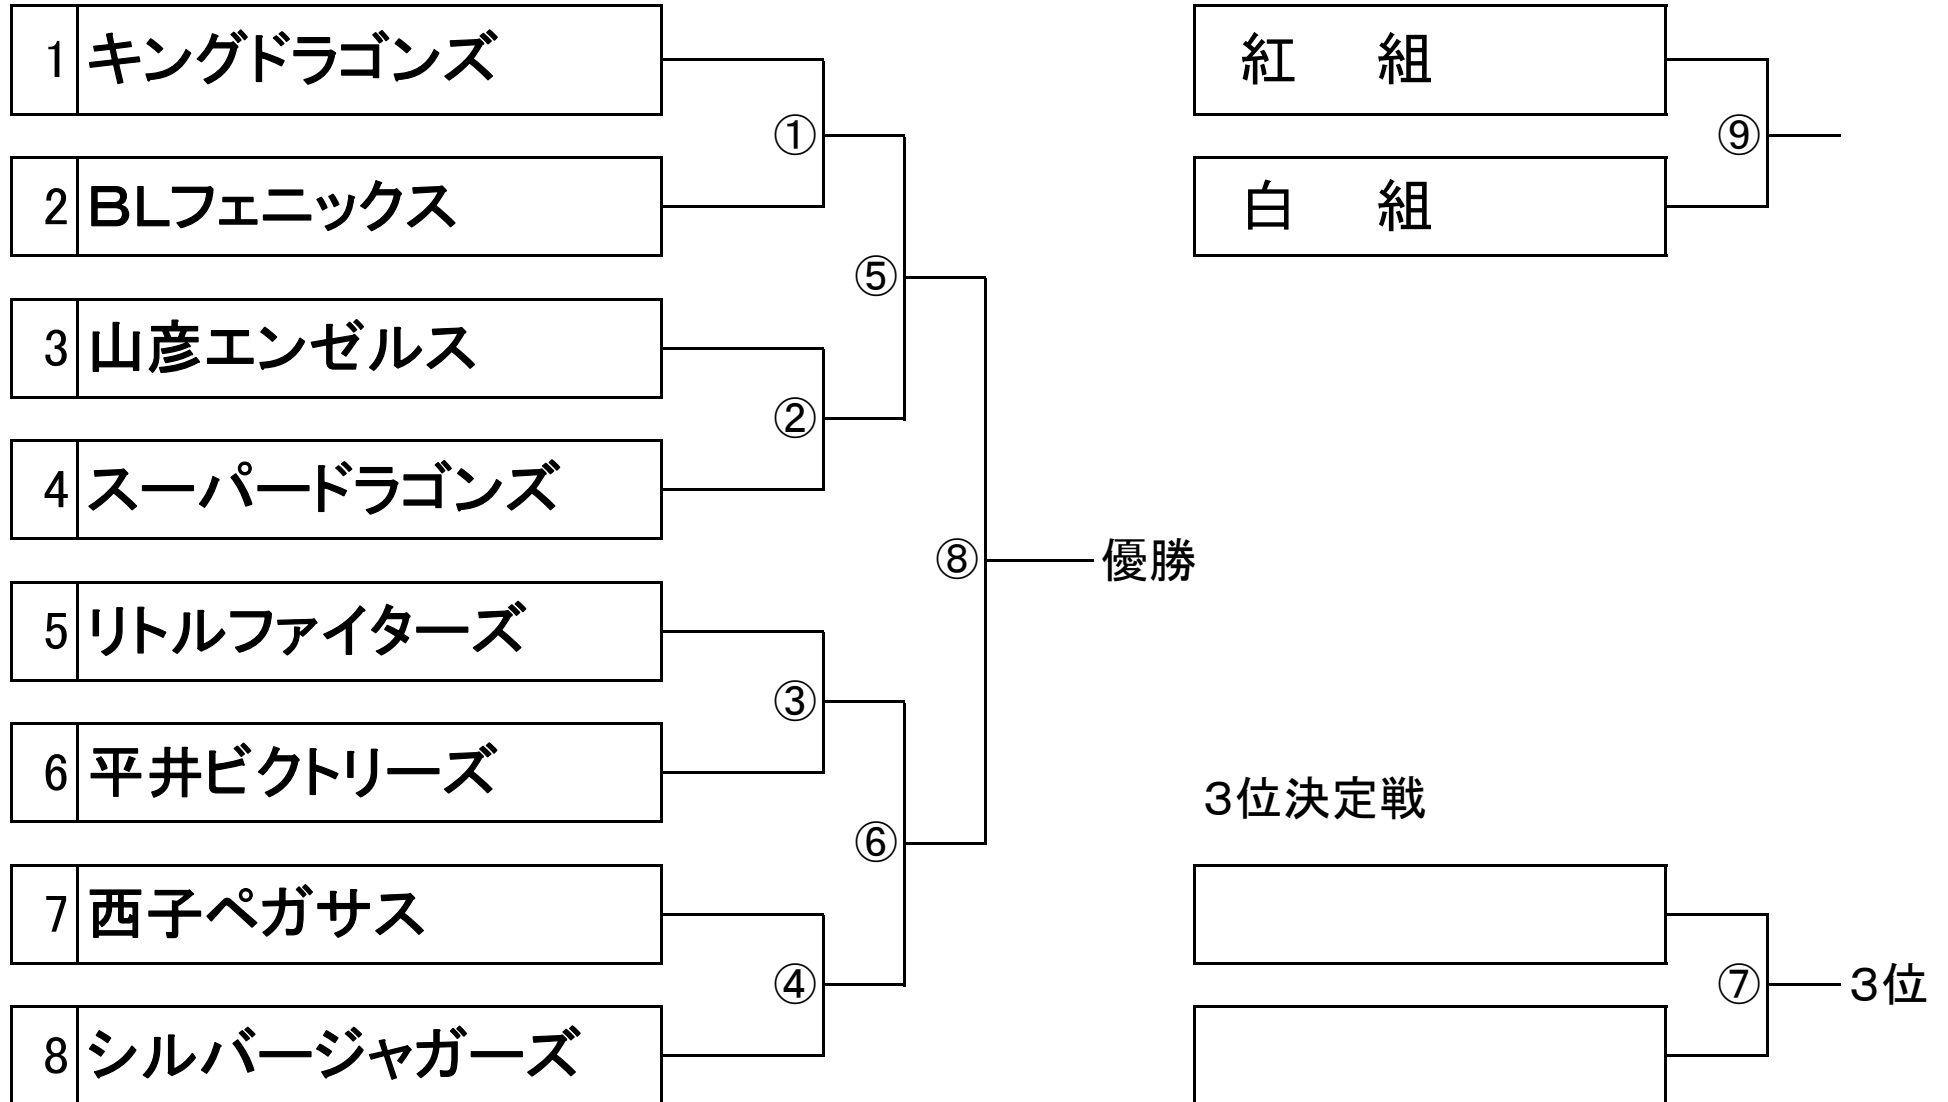 1 キングドラゴンズ
①
2 BLフェニックス
⑤
3 山彦エンゼルス
②
4 スーパードラゴンズ
⑧ 優勝
5 リトルファイターズ
③
6 平井ビクトリーズ
⑥
7 西子ペガサス
④
8 シルバージャガーズ
紅 組
⑨
白 組
3位決定戦
⑦ 3位